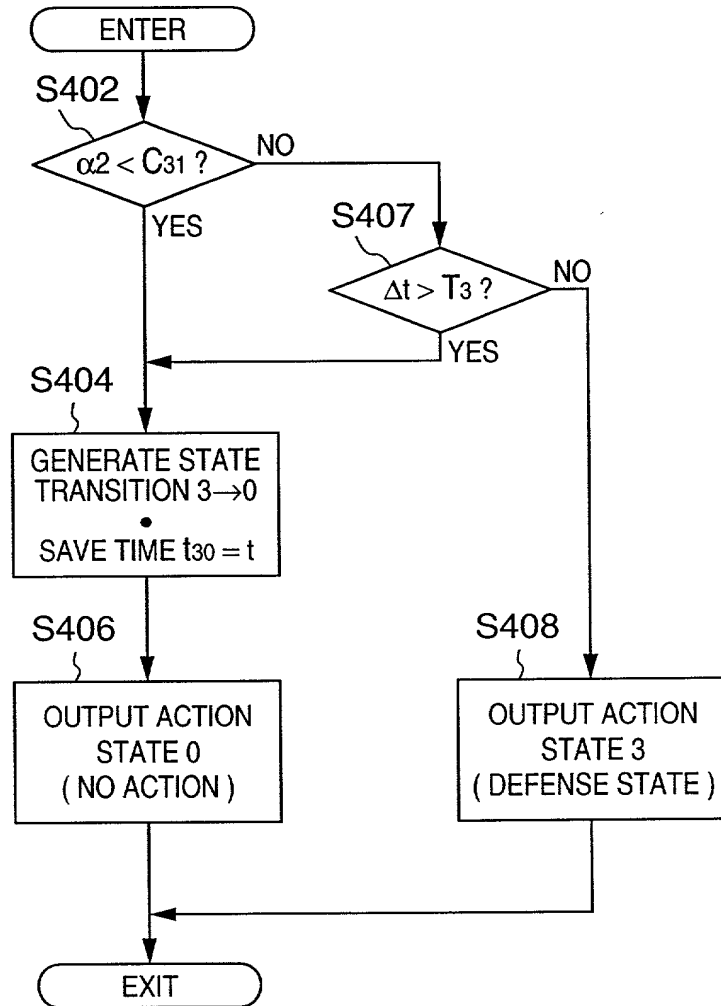 ENTER
S402
α2 < C31 ?
NO
YES
S407
Δt > T3 ?
NO
YES
S404
GENERATE STATE
TRANSITION 3→0
•
SAVE TIME t30 = t
S406
OUTPUT ACTION
STATE 0
( NO ACTION )
S408
OUTPUT ACTION
STATE 3
( DEFENSE STATE )
EXIT